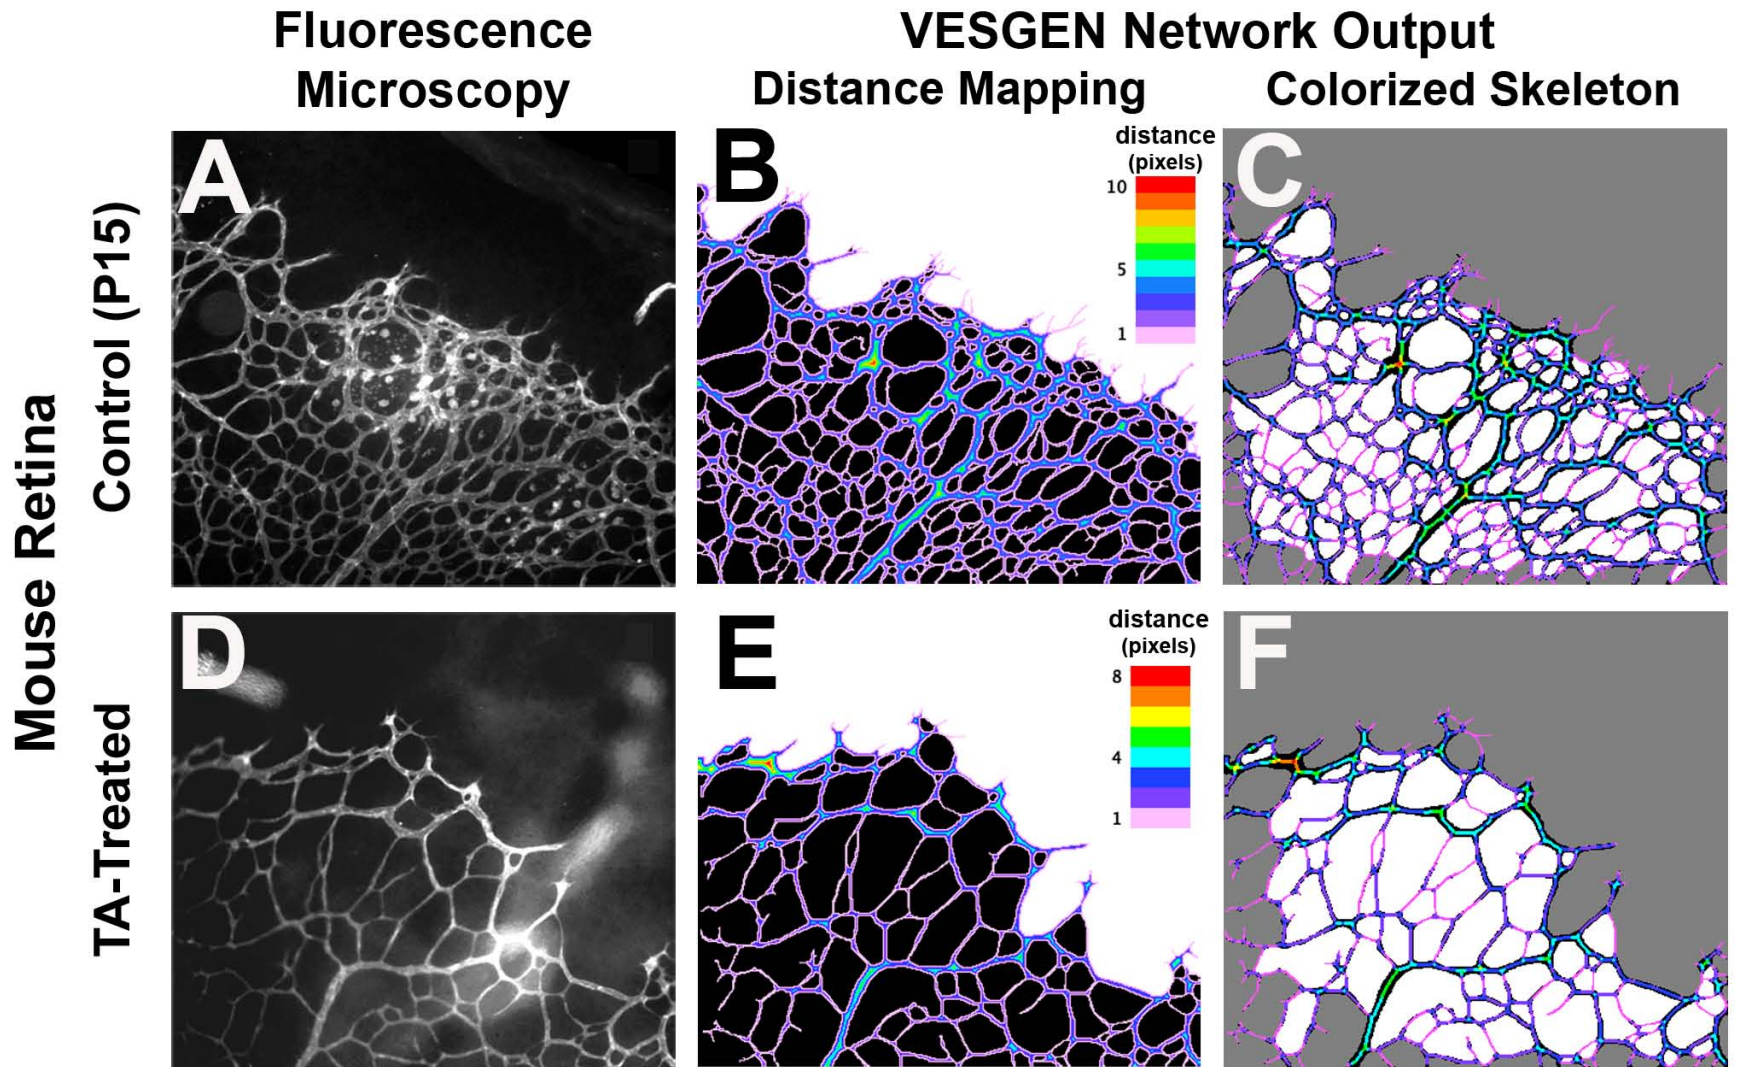 Fluorescence
Microscopy
VESGEN Network Output
Distance Mapping
Colorized Skeleton
Mouse Retina
Control (P15)
A
B
distance
(pixels)
10
5
1
C
TA-Treated
D
E
distance
(pixels)
8
4
1
F